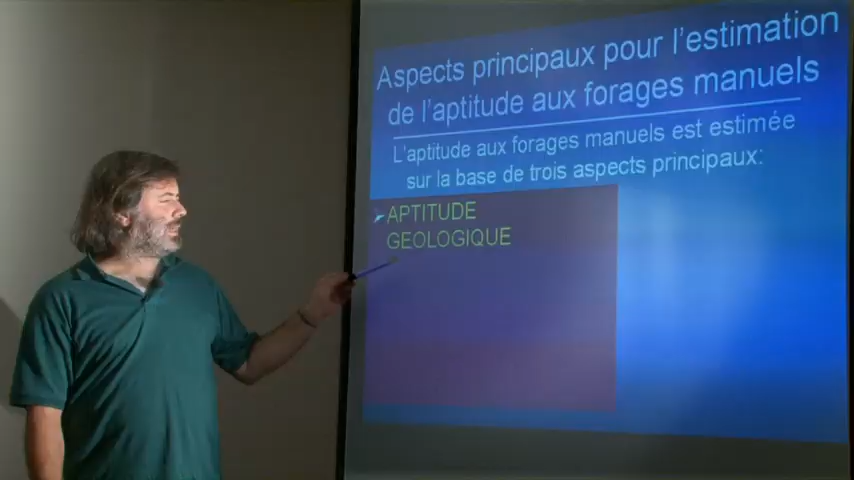 Aspects principaux pour l'estimation
de l'aptitude aux forages manuels
L'aptitude aux forages manuels est estimée
sur la base de trois aspects principaux:
APTITUDE
GEOLOGIQUE